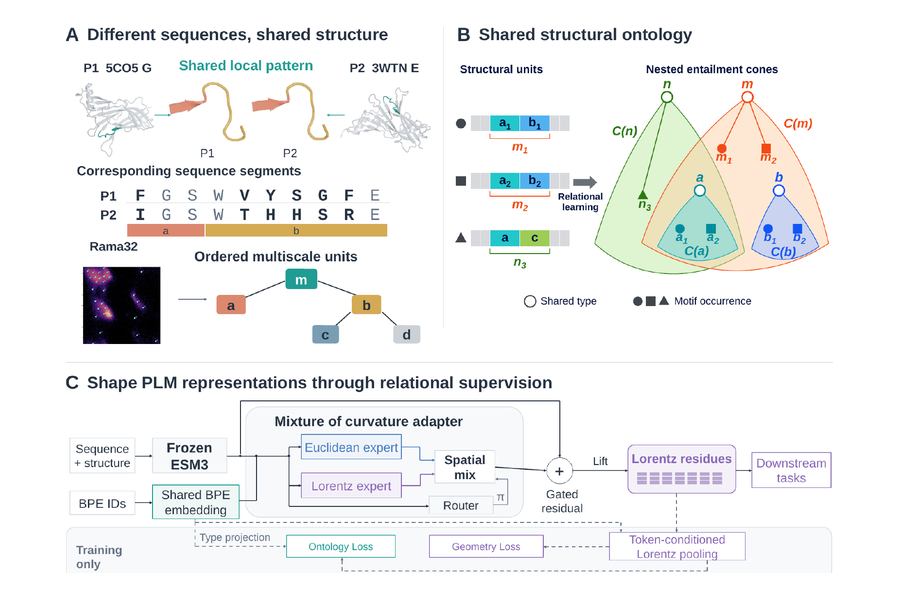 A Different sequences, shared structure
P1 5CO5 G
Shared local pattern
P2 3WTN E
P1
P2
Corresponding sequence segments
P1 F G S W V Y S G F E
P2 I G S W T H H S R E
a
b
Rama32
Ordered multiscale units
m
a
b
c
d
B Shared structural ontology
Structural units
a1 b1
m1
a2 b2
m2
a c
n3
Relational
learning
Nested entailment cones
n
m
C(n)
C(m)
m1
m2
a
b
n3
a1
a2
b1
b2
C(a)
C(b)
Shared type
Motif occurrence
C Shape PLM representations through relational supervision
Sequence
+ structure
Frozen
ESM3
BPE IDs
Shared BPE
embedding
Mixture of curvature adapter
Euclidean expert
Lorentz expert
Router
Spatial
mix
π
+
Gated
residual
Lift
Lorentz residues
Downstream
tasks
Training
only
Type projection
Ontology Loss
Geometry Loss
Token-conditioned
Lorentz pooling